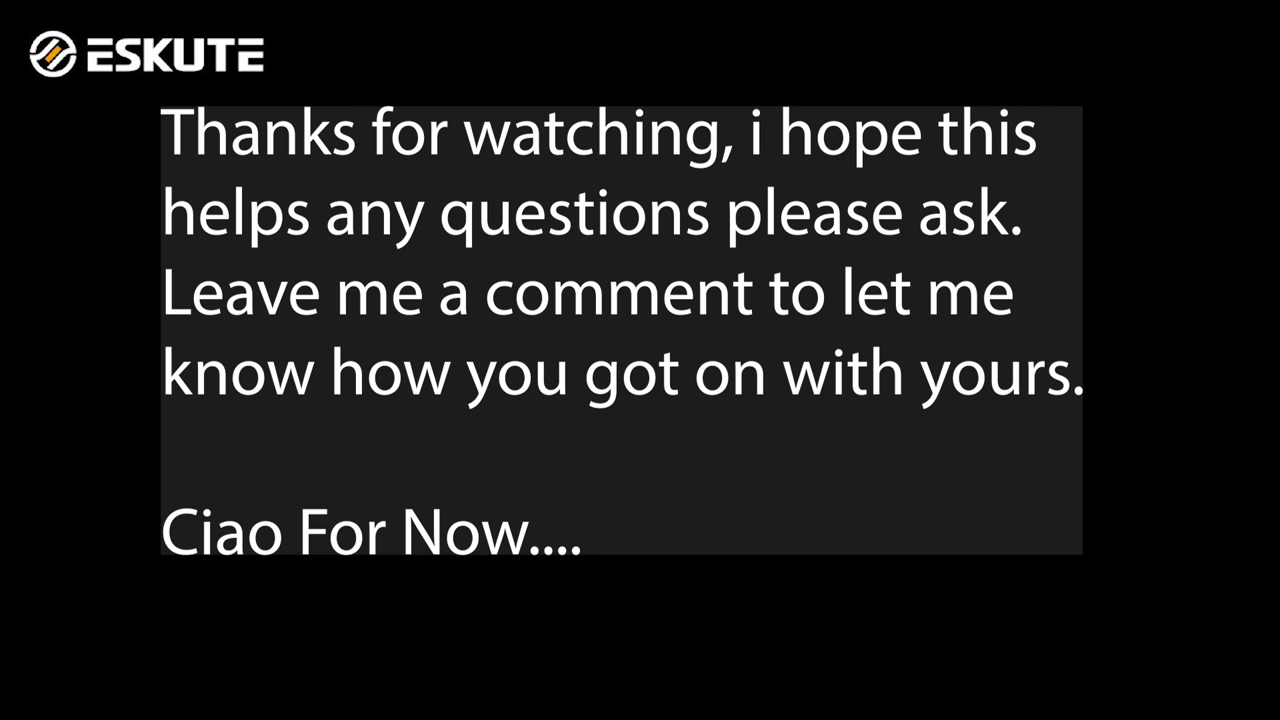 ESKUTE
Thanks for watching, i hope this
helps any questions please ask.
Leave me a comment to let me
know how you got on with yours.
Ciao For Now....